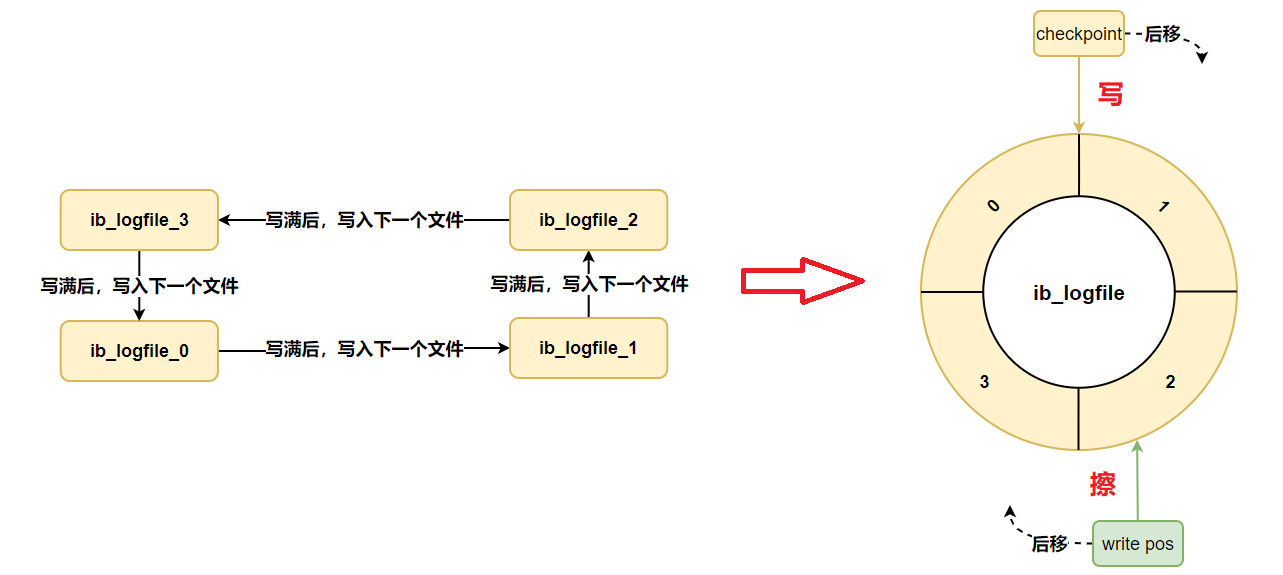 checkpoint
后移
写
ib_logfile_3
写满后，写入下一个文件
ib_logfile_2
写满后，写入下一个文件
写满后，写入下一个文件
ib_logfile_0
写满后，写入下一个文件
ib_logfile_1
0
1
ib_logfile
3
2
擦
后移
write pos